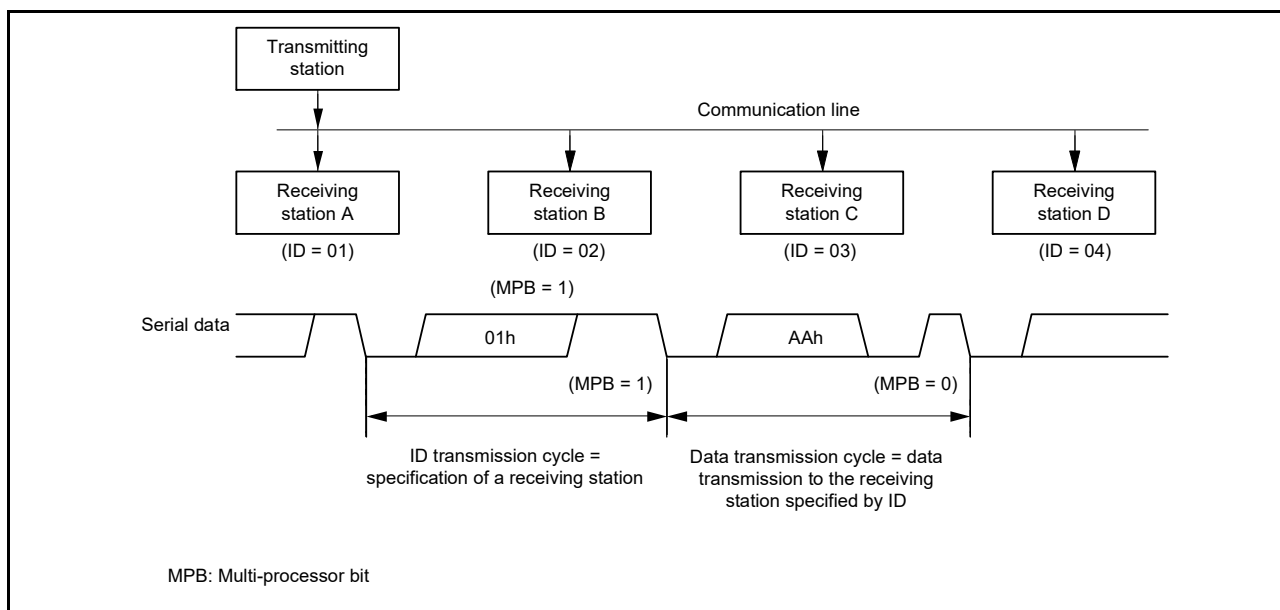 Transmitting
station
Communication line
Receiving
station A
Receiving
station B
Receiving
station C
Receiving
station D
(ID = 01)
(ID = 02)
(ID = 03)
(ID = 04)
(MPB = 1)
Serial data
01h
AAh
(MPB = 1)
(MPB = 0)
ID transmission cycle =
specification of a receiving station
Data transmission cycle = data
transmission to the receiving
station specified by ID
MPB: Multi-processor bit